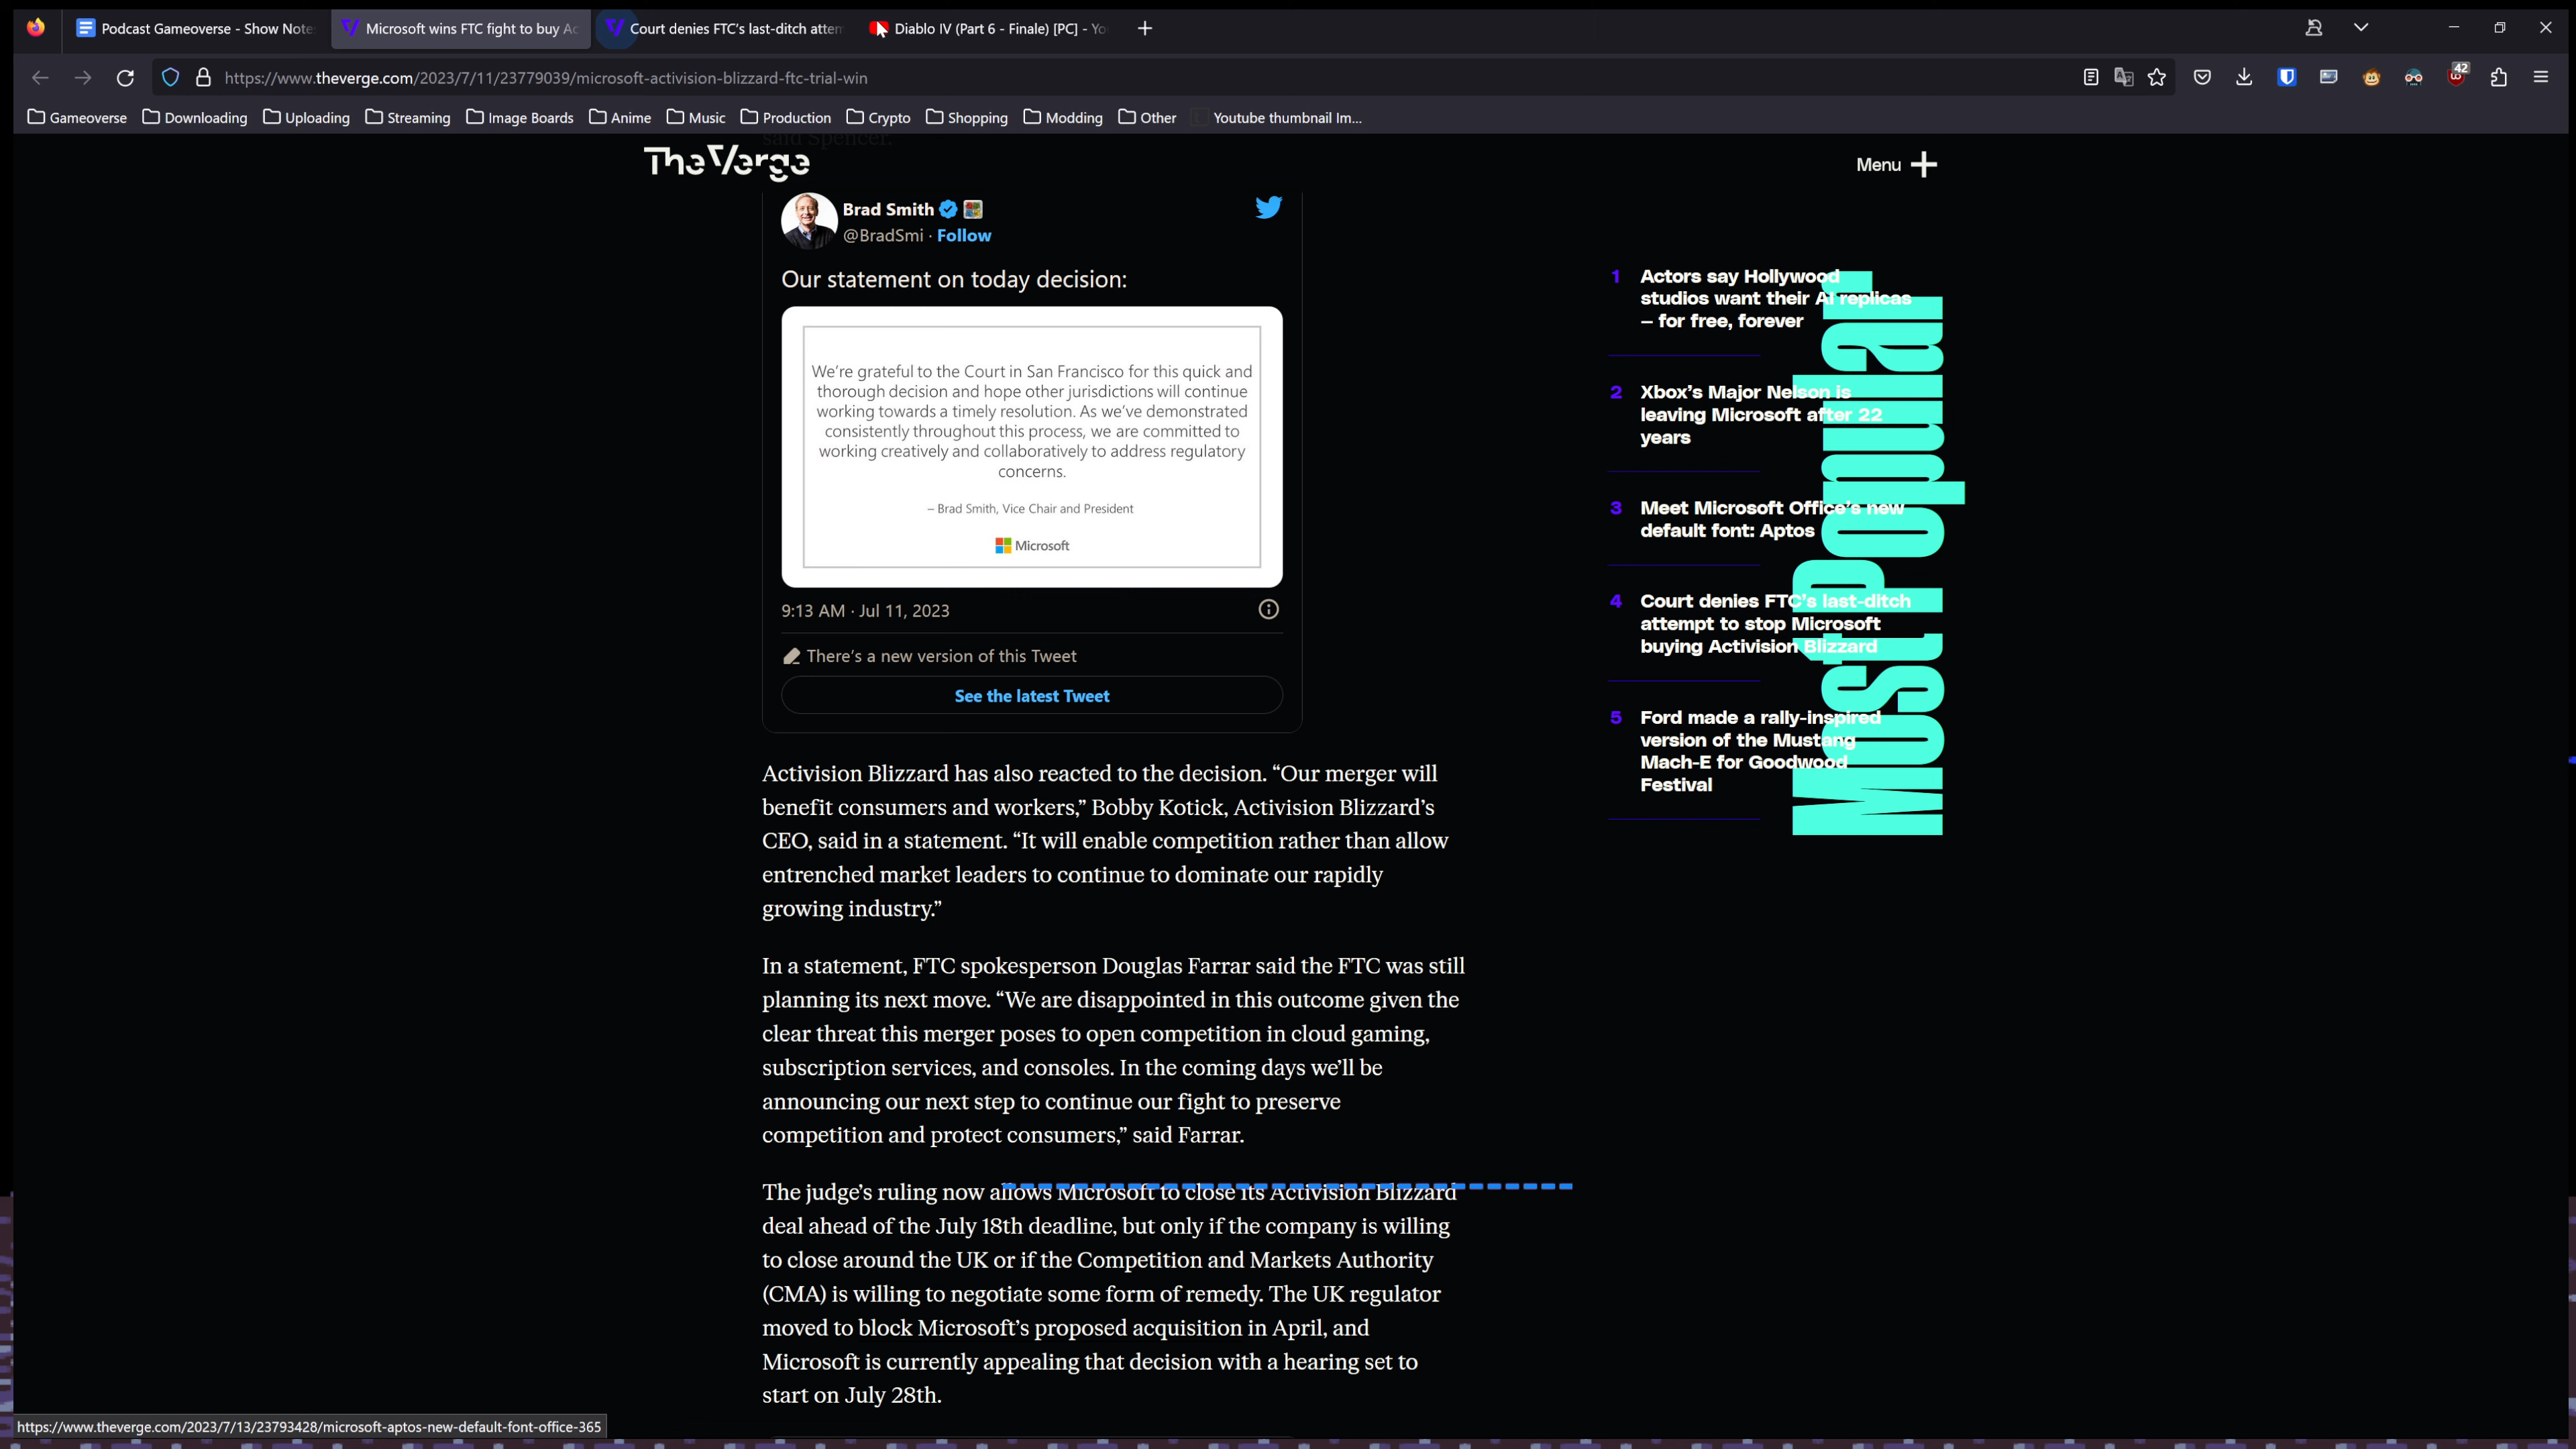 Podcast Gameoverse - Show Note
Microsoft wins FTC fight to buy Ac
Court denies FTC's last-ditch attem
Diablo IV (Part 6 - Finale) [PC] - Yo
https://www.theverge.com/2023/7/11/23779039/microsoft-activision-blizzard-ftc-trial-win
42
Gameoverse
Downloading
Uploading
Streaming
Image Boards
Anime
Music
Production
Crypto
Shopping
Modding
Other
Youtube thumbnail Im...
said Spencer.
The Verge
Menu
Brad Smith
@BradSmi · Follow
Our statement on today decision:
We're grateful to the Court in San Francisco for this quick and
thorough decision and hope other jurisdictions will continue
working towards a timely resolution. As we've demonstrated
consistently throughout this process, we are committed to
working creatively and collaboratively to address regulatory
concerns.
– Brad Smith, Vice Chair and President
Microsoft
9:13 AM · Jul 11, 2023
There's a new version of this Tweet
See the latest Tweet
Activision Blizzard has also reacted to the decision. “Our merger will
benefit consumers and workers,” Bobby Kotick, Activision Blizzard’s
CEO, said in a statement. “It will enable competition rather than allow
entrenched market leaders to continue to dominate our rapidly
growing industry.”
In a statement, FTC spokesperson Douglas Farrar said the FTC was still
planning its next move. “We are disappointed in this outcome given the
clear threat this merger poses to open competition in cloud gaming,
subscription services, and consoles. In the coming days we’ll be
announcing our next step to continue our fight to preserve
competition and protect consumers,” said Farrar.
The judge’s ruling now allows Microsoft to close its Activision Blizzard
deal ahead of the July 18th deadline, but only if the company is willing
to close around the UK or if the Competition and Markets Authority
(CMA) is willing to negotiate some form of remedy. The UK regulator
moved to block Microsoft’s proposed acquisition in April, and
Microsoft is currently appealing that decision with a hearing set to
start on July 28th.
Most Popular
1 Actors say Hollywood
studios want their AI replicas
— for free, forever
2 Xbox’s Major Nelson is
leaving Microsoft after 22
years
3 Meet Microsoft Office’s new
default font: Aptos
4 Court denies FTC’s last-ditch
attempt to stop Microsoft
buying Activision Blizzard
5 Ford made a rally-inspired
version of the Mustang
Mach-E for Goodwood
Festival
https://www.theverge.com/2023/7/13/23793428/microsoft-aptos-new-default-font-office-365